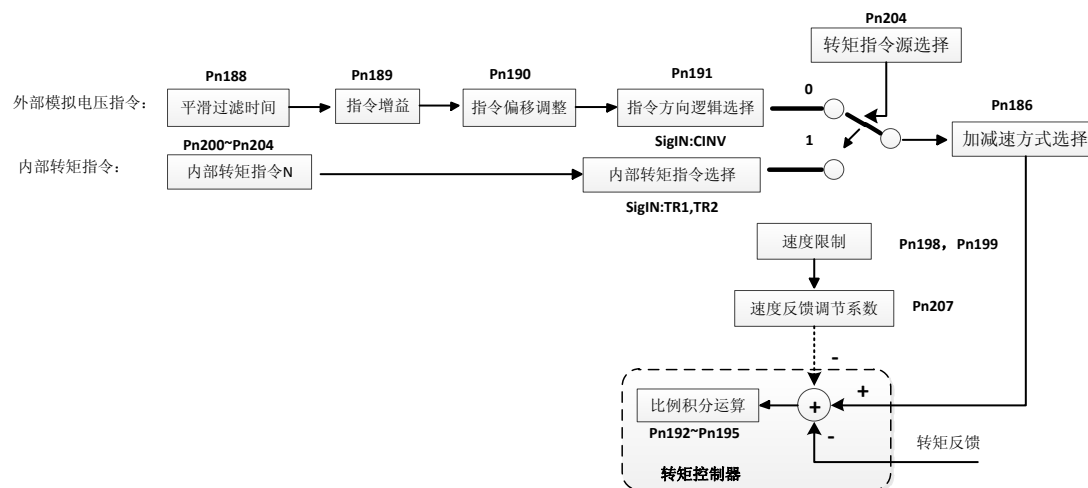 Pn204
转矩指令源选择
Pn188
Pn189
Pn190
Pn191
0
Pn186
外部模拟电压指令：
平滑过滤时间
指令增益
指令偏移调整
指令方向逻辑选择
加减速方式选择
SigIN:CINV
1
Pn200~Pn204
内部转矩指令：
内部转矩指令N
内部转矩指令选择
SigIN:TR1,TR2
速度限制
Pn198，Pn199
速度反馈调节系数
Pn207
-
+
比例积分运算
+
Pn192~Pn195
-
转矩反馈
转矩控制器